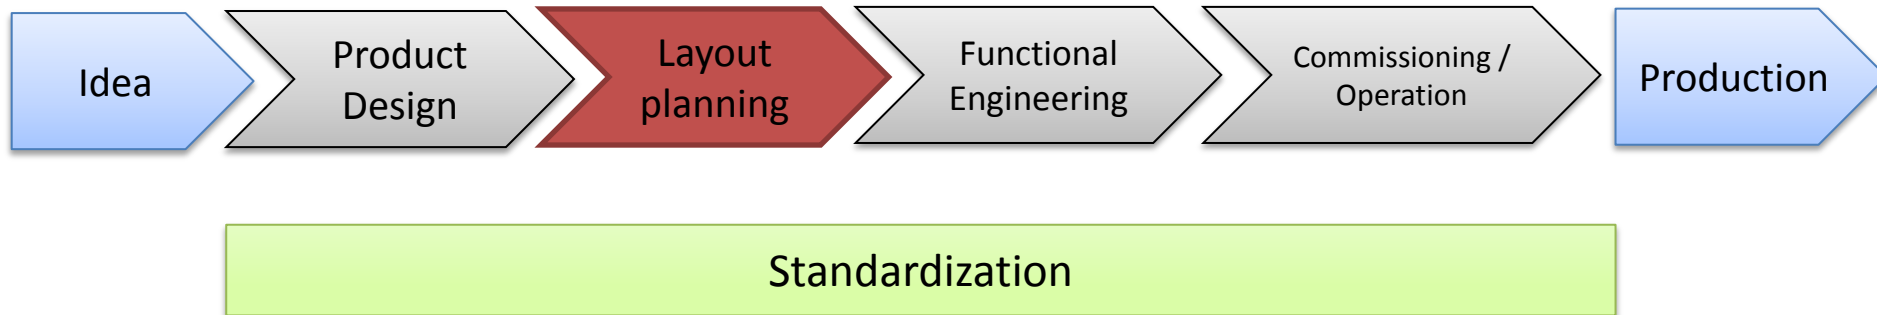 Idea
Product
Design
Layout
planning
Functional
Engineering
Commissioning /
Operation
Production
Standardization